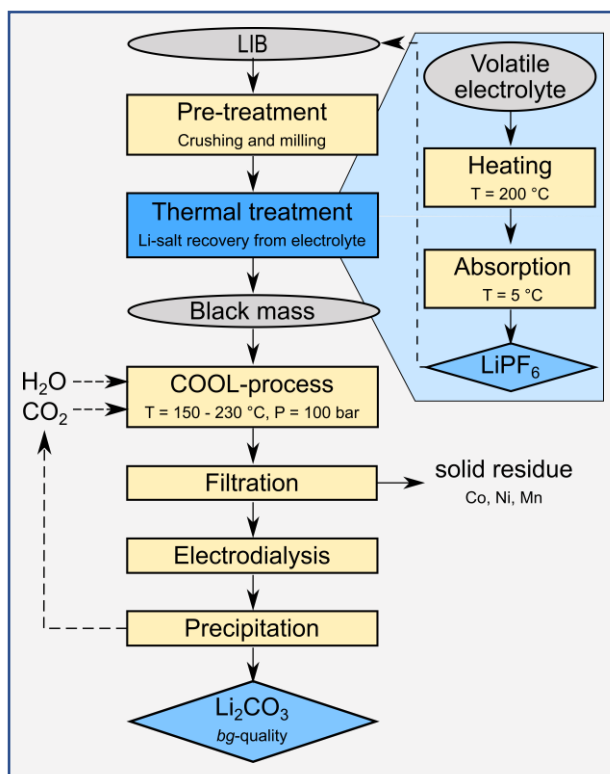 LIB
Pre-treatment
Crushing and milling
Thermal treatment
Li-salt recovery from electrolyte
Black mass
H₂O
CO₂
COOL-process
T = 150 - 230 °C, P = 100 bar
Filtration
solid residue
Co, Ni, Mn
Electrodialysis
Precipitation
Li₂CO₃
bg-quality
Volatile
electrolyte
Heating
T = 200 °C
Absorption
T = 5 °C
LiPF₆